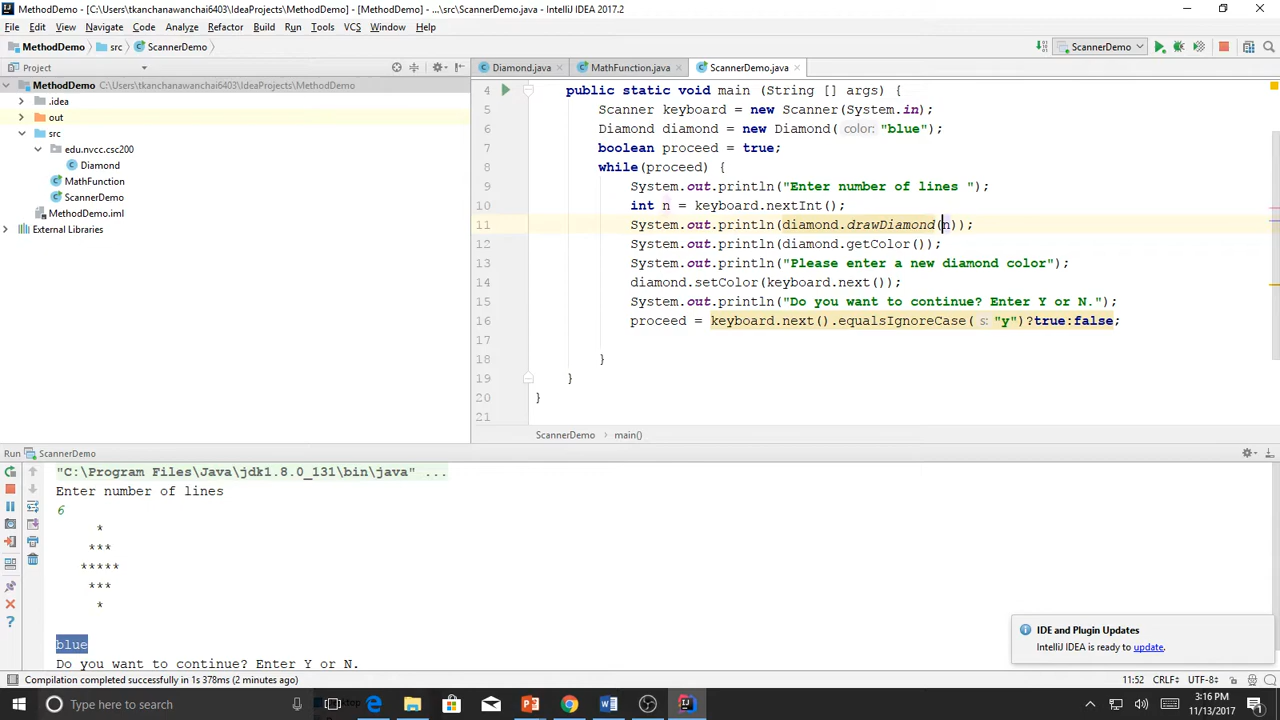 MethodDemo - [C:\Users\tkanchanawanchai6403\IdeaProjects\MethodDemo] - [MethodDemo] - ...\src\ScannerDemo.java - IntelliJ IDEA 2017.2
File Edit View Navigate Code Analyze Refactor Build Run Tools VCS Window Help
MethodDemo src ScannerDemo ScannerDemo
Project
Diamond.java MathFunction.java ScannerDemo.java
MethodDemo C:\Users\tkanchanawanchai6403\IdeaProjects\MethodDemo
.idea
out
src
edu.nvcc.csc200
Diamond
MathFunction
ScannerDemo
MethodDemo.iml
External Libraries
4 public static void main (String [] args) {
5 Scanner keyboard = new Scanner(System.in);
6 Diamond diamond = new Diamond( color: "blue");
7 boolean proceed = true;
8 while(proceed) {
9 System.out.println("Enter number of lines ");
10 int n = keyboard.nextInt();
11 System.out.println(diamond.drawDiamond(n));
12 System.out.println(diamond.getColor());
13 System.out.println("Please enter a new diamond color");
14 diamond.setColor(keyboard.next());
15 System.out.println("Do you want to continue? Enter Y or N.");
16 proceed = keyboard.next().equalsIgnoreCase( s: "y")?true:false;
17
18 }
19 }
20 }
21
ScannerDemo main()
Run ScannerDemo
"C:\Program Files\Java\jdk1.8.0_131\bin\java" ...
Enter number of lines
6
*
***
*****
***
*
blue
Do you want to continue? Enter Y or N.
IDE and Plugin Updates
IntelliJ IDEA is ready to update.
Compilation completed successfully in 1s 378ms (2 minutes ago) 11:52 CRLF UTF-8
Type here to search
3:16 PM
11/13/2017